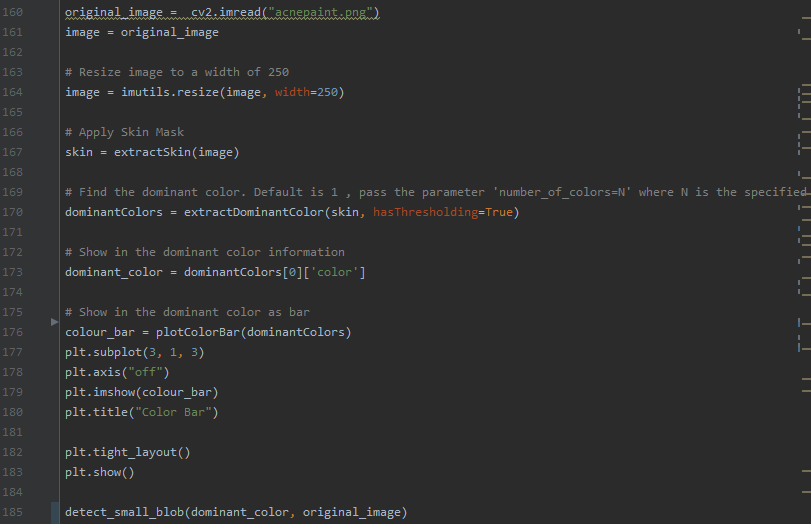 160 original_image =  cv2.imread("acnepaint.png")
161 image = original_image
162
163 # Resize image to a width of 250
164 image = imutils.resize(image, width=250)
165
166 # Apply Skin Mask
167 skin = extractSkin(image)
168
169 # Find the dominant color. Default is 1 , pass the parameter 'number_of_colors=N' where N is the specified
170 dominantColors = extractDominantColor(skin, hasThresholding=True)
171
172 # Show in the dominant color information
173 dominant_color = dominantColors[0]['color']
174
175 # Show in the dominant color as bar
176 colour_bar = plotColorBar(dominantColors)
177 plt.subplot(3, 1, 3)
178 plt.axis("off")
179 plt.imshow(colour_bar)
180 plt.title("Color Bar")
181
182 plt.tight_layout()
183 plt.show()
184
185 detect_small_blob(dominant_color, original_image)